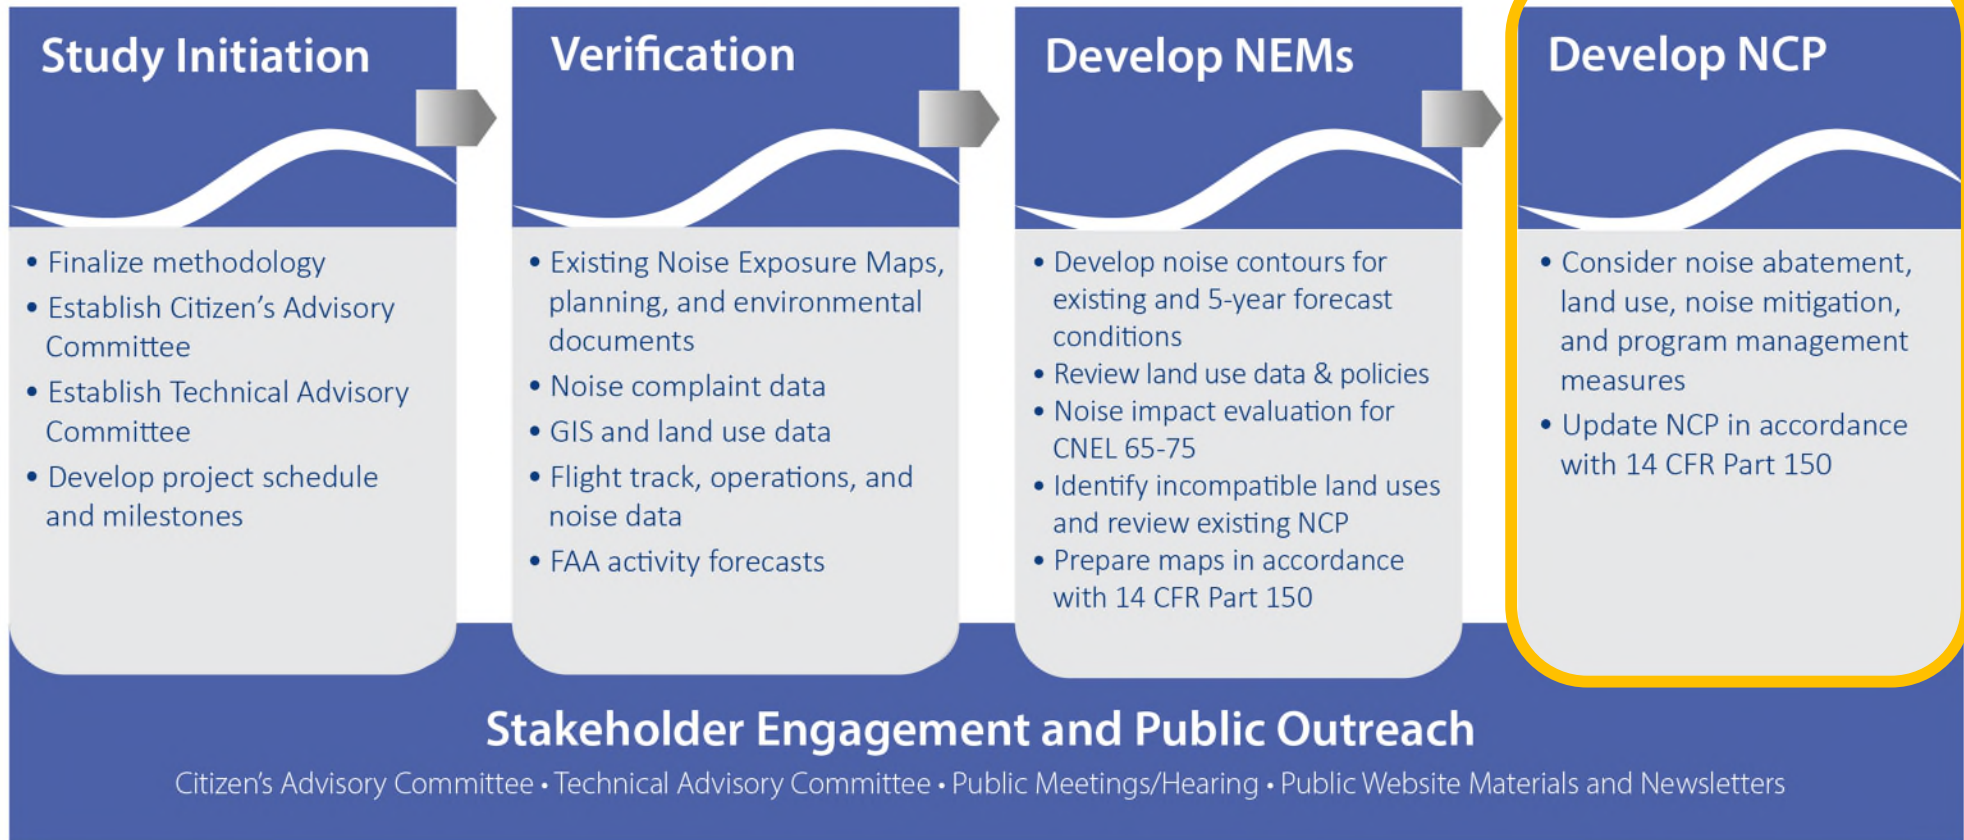 Study Initiation
• Finalize methodology
• Establish Citizen’s Advisory
Committee
• Establish Technical Advisory
Committee
• Develop project schedule
and milestones
Verification
• Existing Noise Exposure Maps,
planning, and environmental
documents
• Noise complaint data
• GIS and land use data
• Flight track, operations, and
noise data
• FAA activity forecasts
Develop NEMs
• Develop noise contours for
existing and 5-year forecast
conditions
• Review land use data & policies
• Noise impact evaluation for
CNEL 65-75
• Identify incompatible land uses
and review existing NCP
• Prepare maps in accordance
with 14 CFR Part 150
Develop NCP
• Consider noise abatement,
land use, noise mitigation,
and program management
measures
• Update NCP in accordance
with 14 CFR Part 150
Stakeholder Engagement and Public Outreach
Citizen’s Advisory Committee • Technical Advisory Committee • Public Meetings/Hearing • Public Website Materials and Newsletters